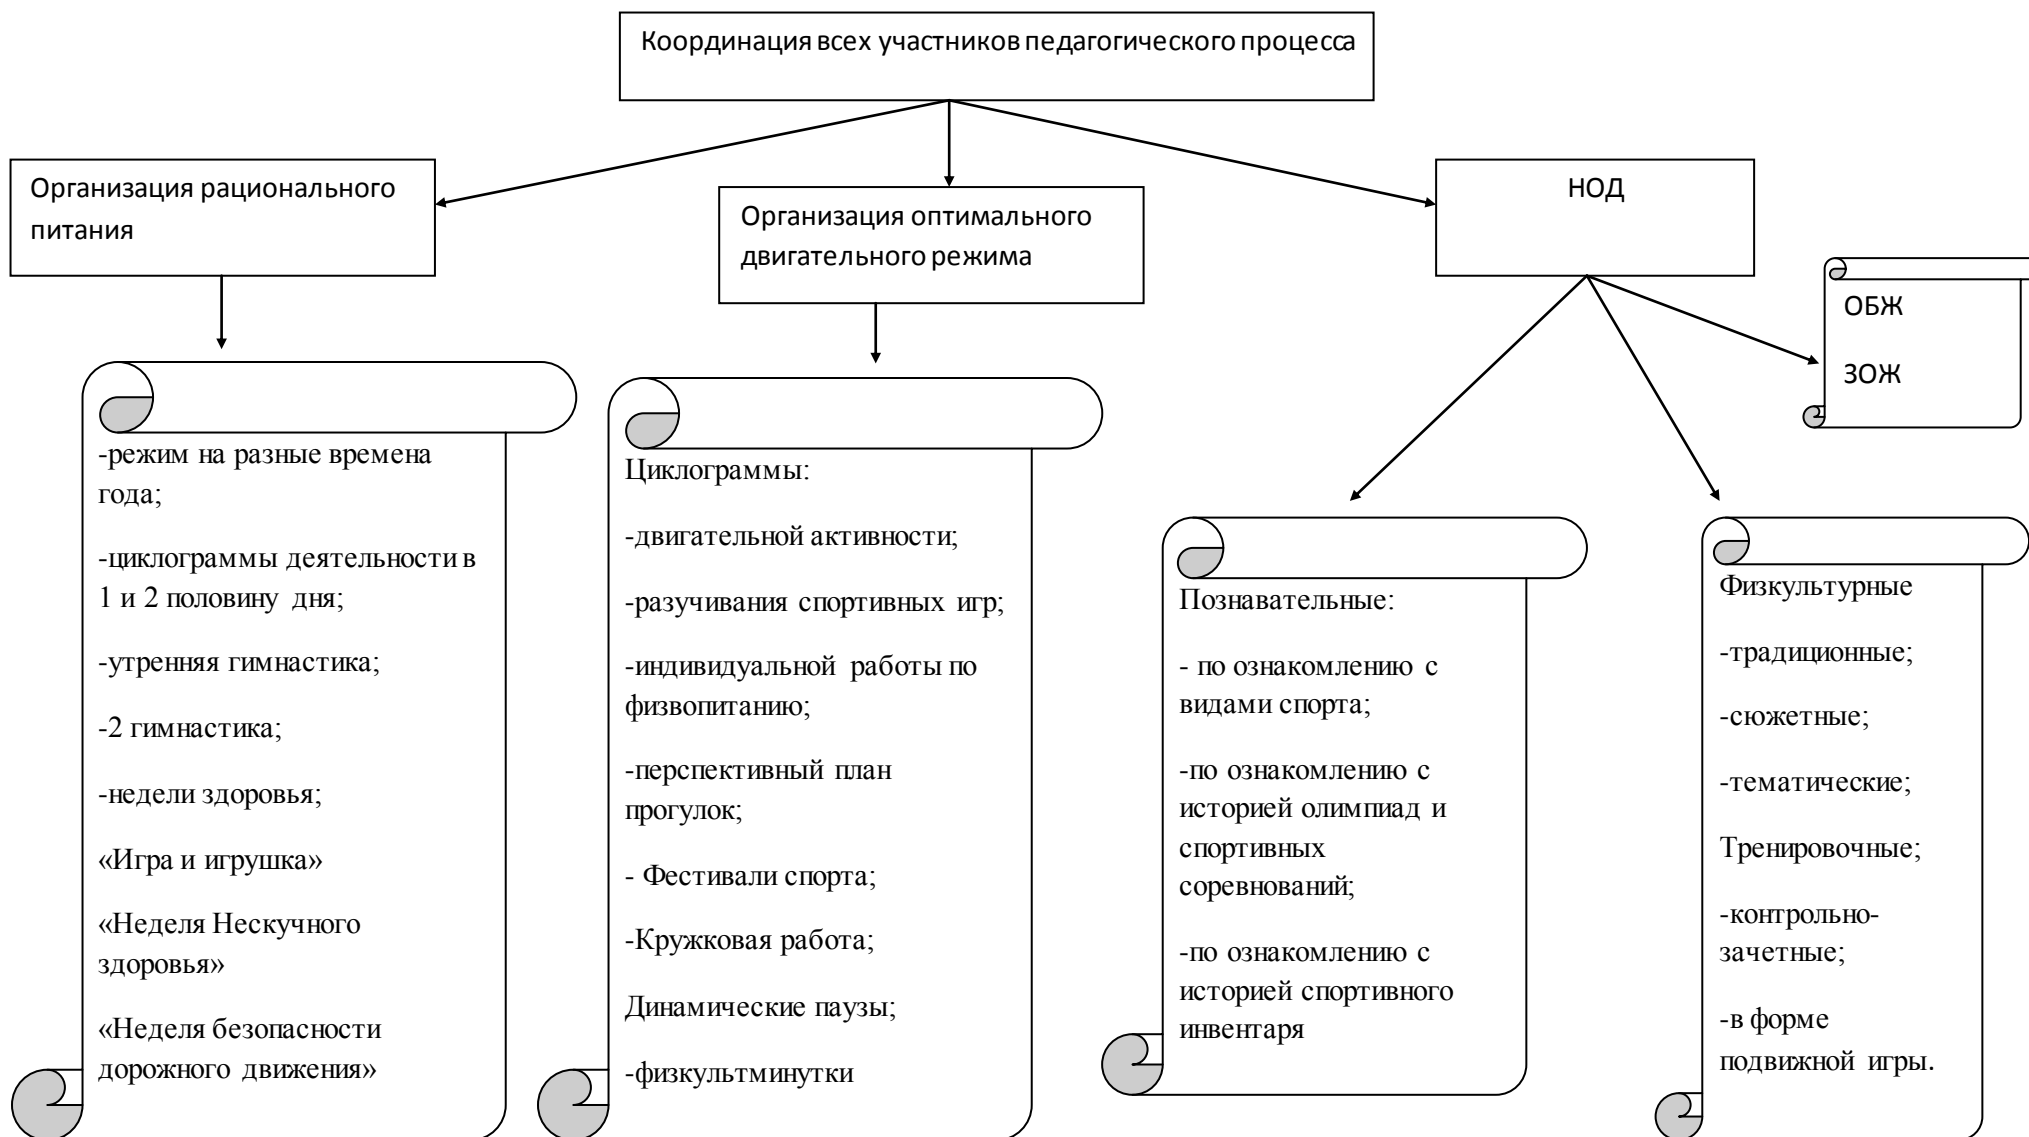 Координация всех участников педагогического процесса
Организация рационального
питания
Организация оптимального
двигательного режима
НОД
ОБЖ
ЗОЖ
-режим на разные времена
года;
-циклограммы деятельности в
1 и 2 половину дня;
-утренняя гимнастика;
-2 гимнастика;
-недели здоровья;
«Игра и игрушка»
«Неделя Нескучного
здоровья»
«Неделя безопасности
дорожного движения»
Циклограммы:
-двигательной активности;
-разучивания спортивных игр;
-индивидуальной работы по
физвопитанию;
-перспективный план
прогулок;
- Фестивали спорта;
-Кружковая работа;
Динамические паузы;
-физкультминутки
Познавательные:
- по ознакомлению с
видами спорта;
-по ознакомлению с
историей олимпиад и
спортивных
соревнований;
-по ознакомлению с
историей спортивного
инвентаря
Физкультурные
-традиционные;
-сюжетные;
-тематические;
Тренировочные;
-контрольно-
зачетные;
-в форме
подвижной игры.